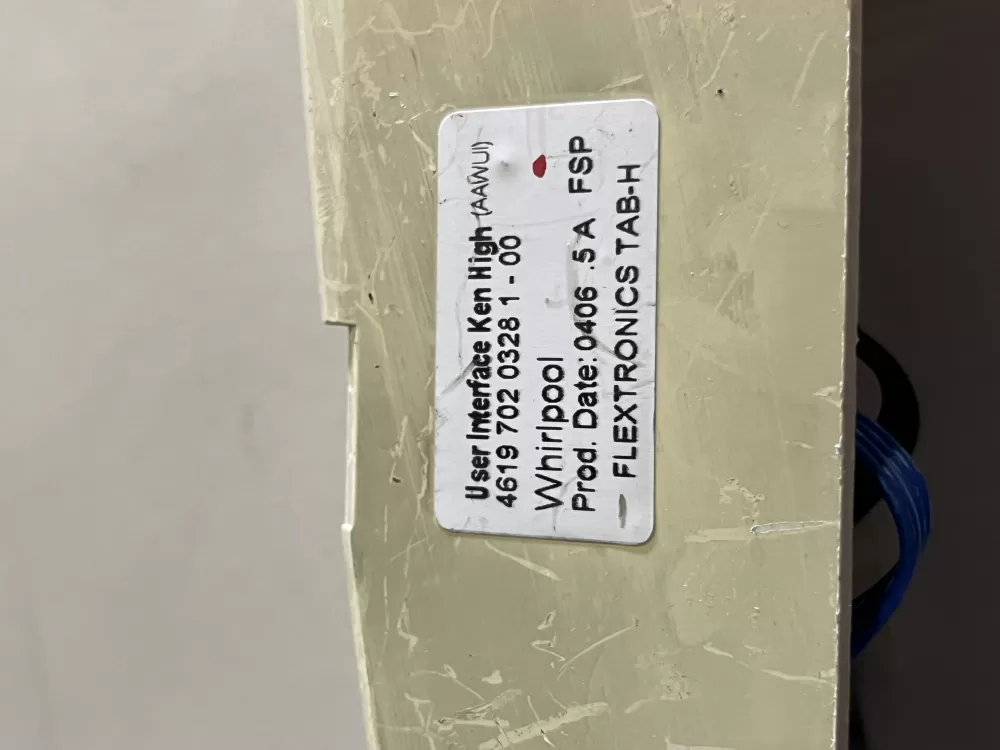 User Interface Ken High (AAWUI)
4619 702 0328 1 - 00
Whirlpool
Prod. Date: 0406 .5 A FSP
FLEXTRONICS TAB-H